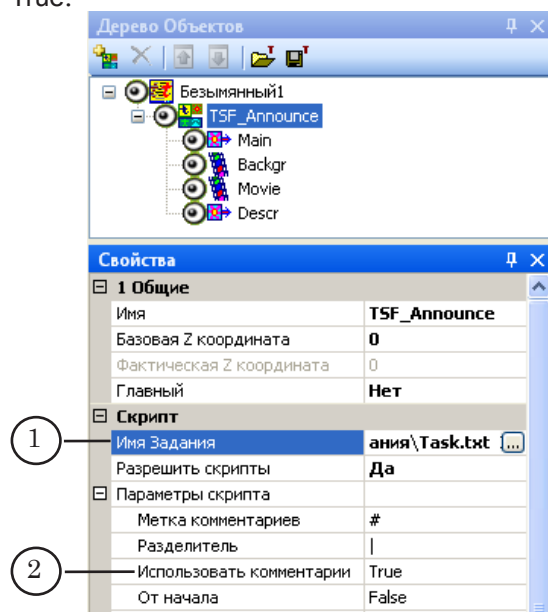 True.
Дерево Объектов
Безымянный1
TSF_Announce
Main
Backgr
Movie
Descr
Свойства
1 Общие
Имя TSF_Announce
Базовая Z координата 0
Фактическая Z координата 0
Главный Нет
Скрипт
1 Имя Задания ания\Task.txt ...
Разрешить скрипты Да
Параметры скрипта
Метка комментариев #
Разделитель |
2 Использовать комментарии True
От начала False